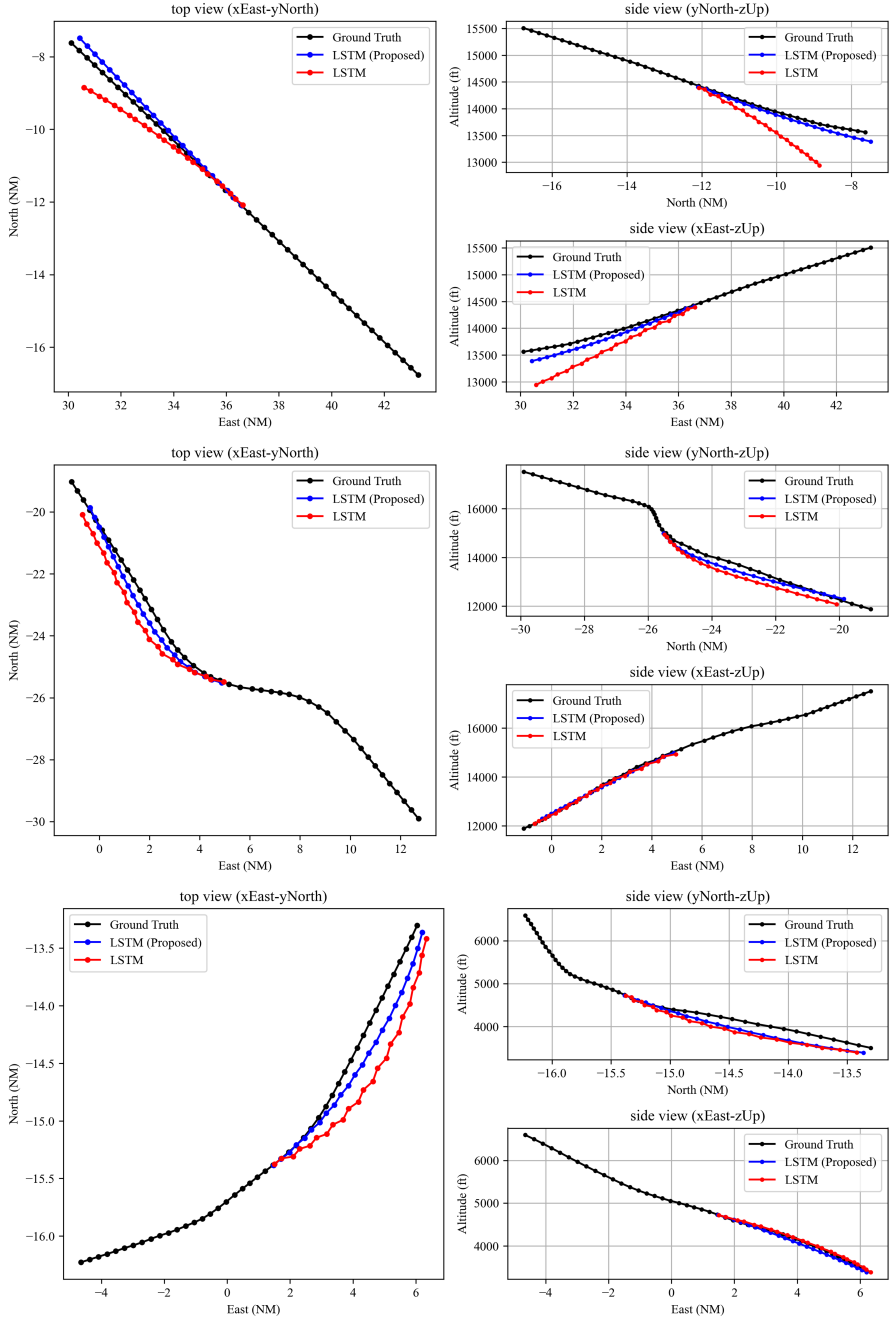 top view (xEast-yNorth)
North (NM)
−8
−10
−12
−14
−16
Ground Truth
LSTM (Proposed)
LSTM
30 32 34 36 38 40 42
East (NM)
side view (yNorth-zUp)
Altitude (ft)
15500
15000
14500
14000
13500
13000
Ground Truth
LSTM (Proposed)
LSTM
−16 −14 −12 −10 −8
North (NM)
side view (xEast-zUp)
Altitude (ft)
15500
15000
14500
14000
13500
13000
Ground Truth
LSTM (Proposed)
LSTM
30 32 34 36 38 40 42
East (NM)
top view (xEast-yNorth)
North (NM)
−20
−22
−24
−26
−28
−30
Ground Truth
LSTM (Proposed)
LSTM
0 2 4 6 8 10 12
East (NM)
side view (yNorth-zUp)
Altitude (ft)
16000
14000
12000
Ground Truth
LSTM (Proposed)
LSTM
−30 −28 −26 −24 −22 −20
North (NM)
side view (xEast-zUp)
Altitude (ft)
16000
14000
12000
Ground Truth
LSTM (Proposed)
LSTM
0 2 4 6 8 10 12
East (NM)
top view (xEast-yNorth)
North (NM)
−13.5
−14.0
−14.5
−15.0
−15.5
−16.0
Ground Truth
LSTM (Proposed)
LSTM
−4 −2 0 2 4 6
East (NM)
side view (yNorth-zUp)
Altitude (ft)
6000
5000
4000
Ground Truth
LSTM (Proposed)
LSTM
−16.0 −15.5 −15.0 −14.5 −14.0 −13.5
North (NM)
side view (xEast-zUp)
Altitude (ft)
6000
5000
4000
Ground Truth
LSTM (Proposed)
LSTM
−4 −2 0 2 4 6
East (NM)